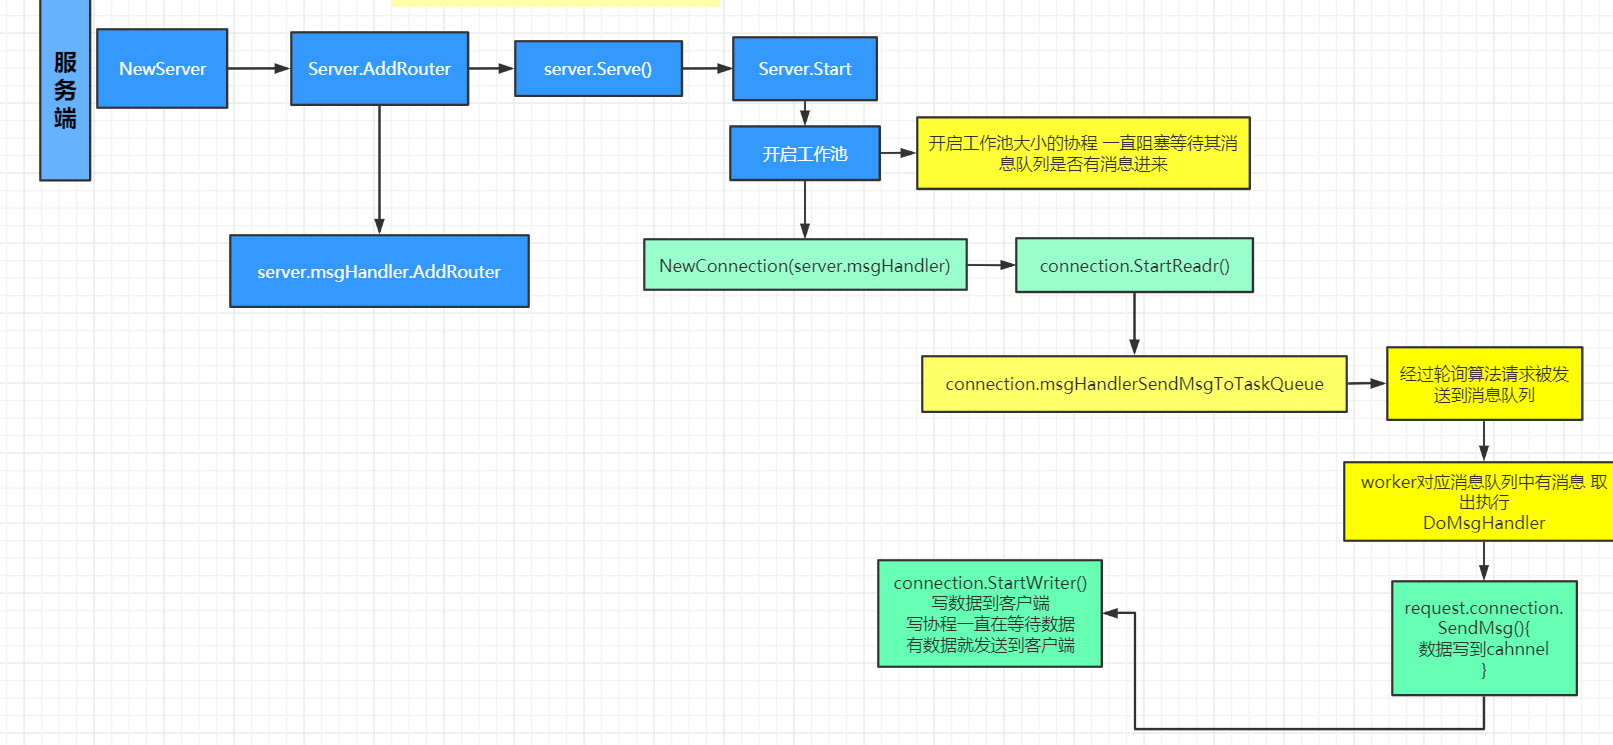 服
务
端
NewServer
Server.AddRouter
server.Serve()
Server.Start
开启工作池
开启工作池大小的协程 一直阻塞等待其消
息队列是否有消息进来
server.msgHandler.AddRouter
NewConnection(server.msgHandler)
connection.StartReadr()
connection.msgHandlerSendMsgToTaskQueue
经过轮询算法请求被发
送到消息队列
worker对应消息队列中有消息 取
出执行
DoMsgHandler
connection.StartWriter()
写数据到客户端
写协程一直在等待数据
有数据就发送到客户端
request.connection.
SendMsg(){
数据写到cahnnel
}